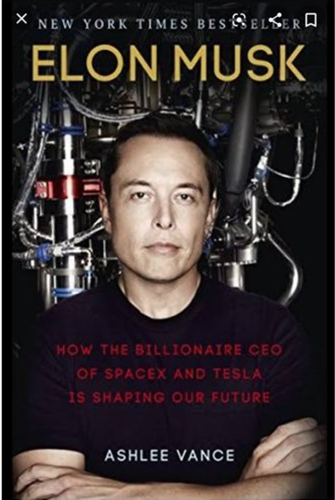 NEW YORK TIMES BESTSELLER
ELON MUSK
HOW THE BILLIONAIRE CEO
OF SPACEX AND TESLA
IS SHAPING OUR FUTURE
ASHLEE VANCE